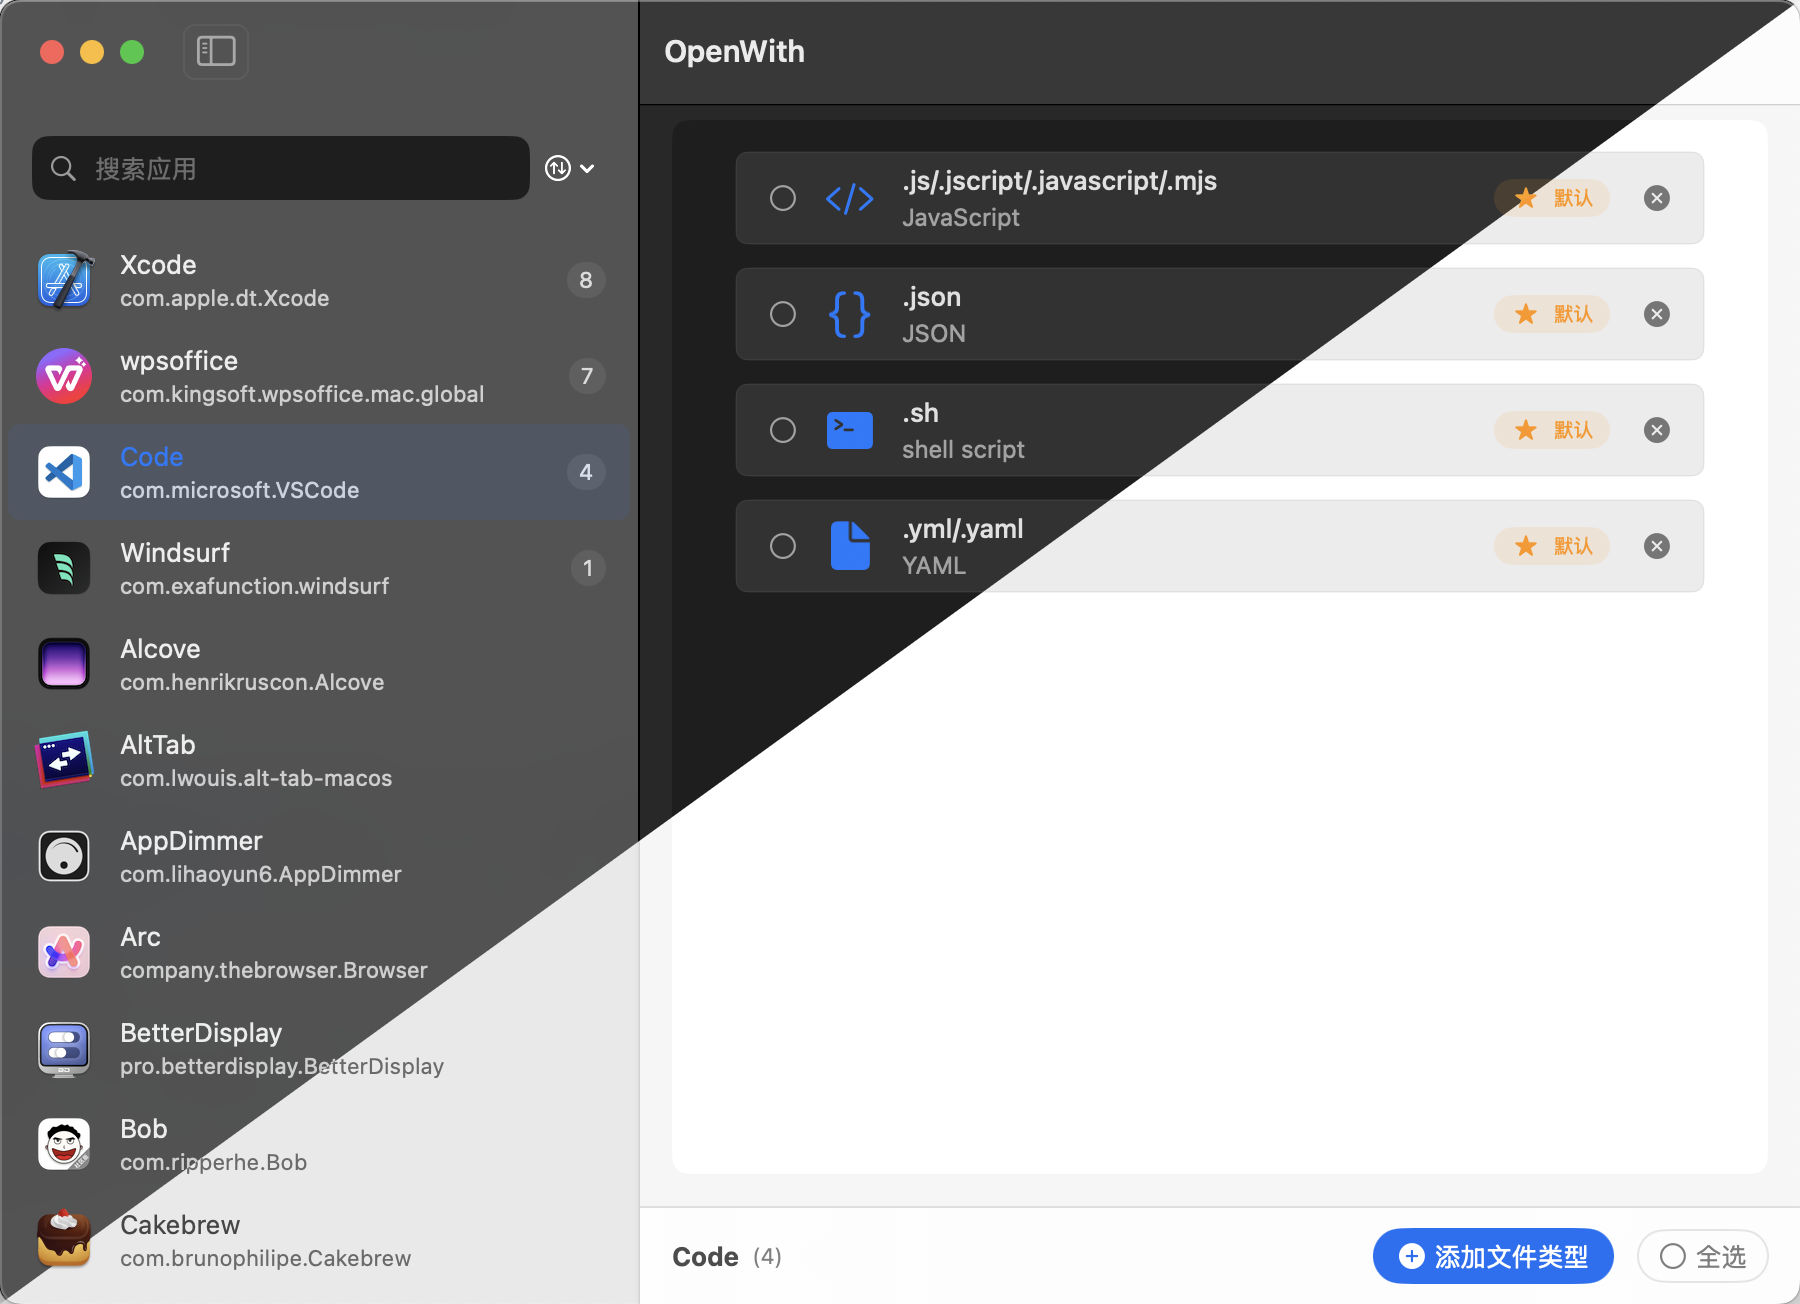 OpenWith
搜索应用
Xcode
com.apple.dt.Xcode
8
wpsoffice
com.kingsoft.wpsoffice.mac.global
7
Code
com.microsoft.VSCode
4
Windsurf
com.exafunction.windsurf
1
Alcove
com.henrikruscon.Alcove
AltTab
com.lwouis.alt-tab-macos
AppDimmer
com.lihaoyun6.AppDimmer
Arc
company.thebrowser.Browser
BetterDisplay
pro.betterdisplay.BetterDisplay
Bob
com.ripperhe.Bob
Cakebrew
com.brunophilipe.Cakebrew
.js/.jscript/.javascript/.mjs
JavaScript
默认
.json
JSON
默认
.sh
shell script
默认
.yml/.yaml
YAML
默认
Code (4)
添加文件类型
全选